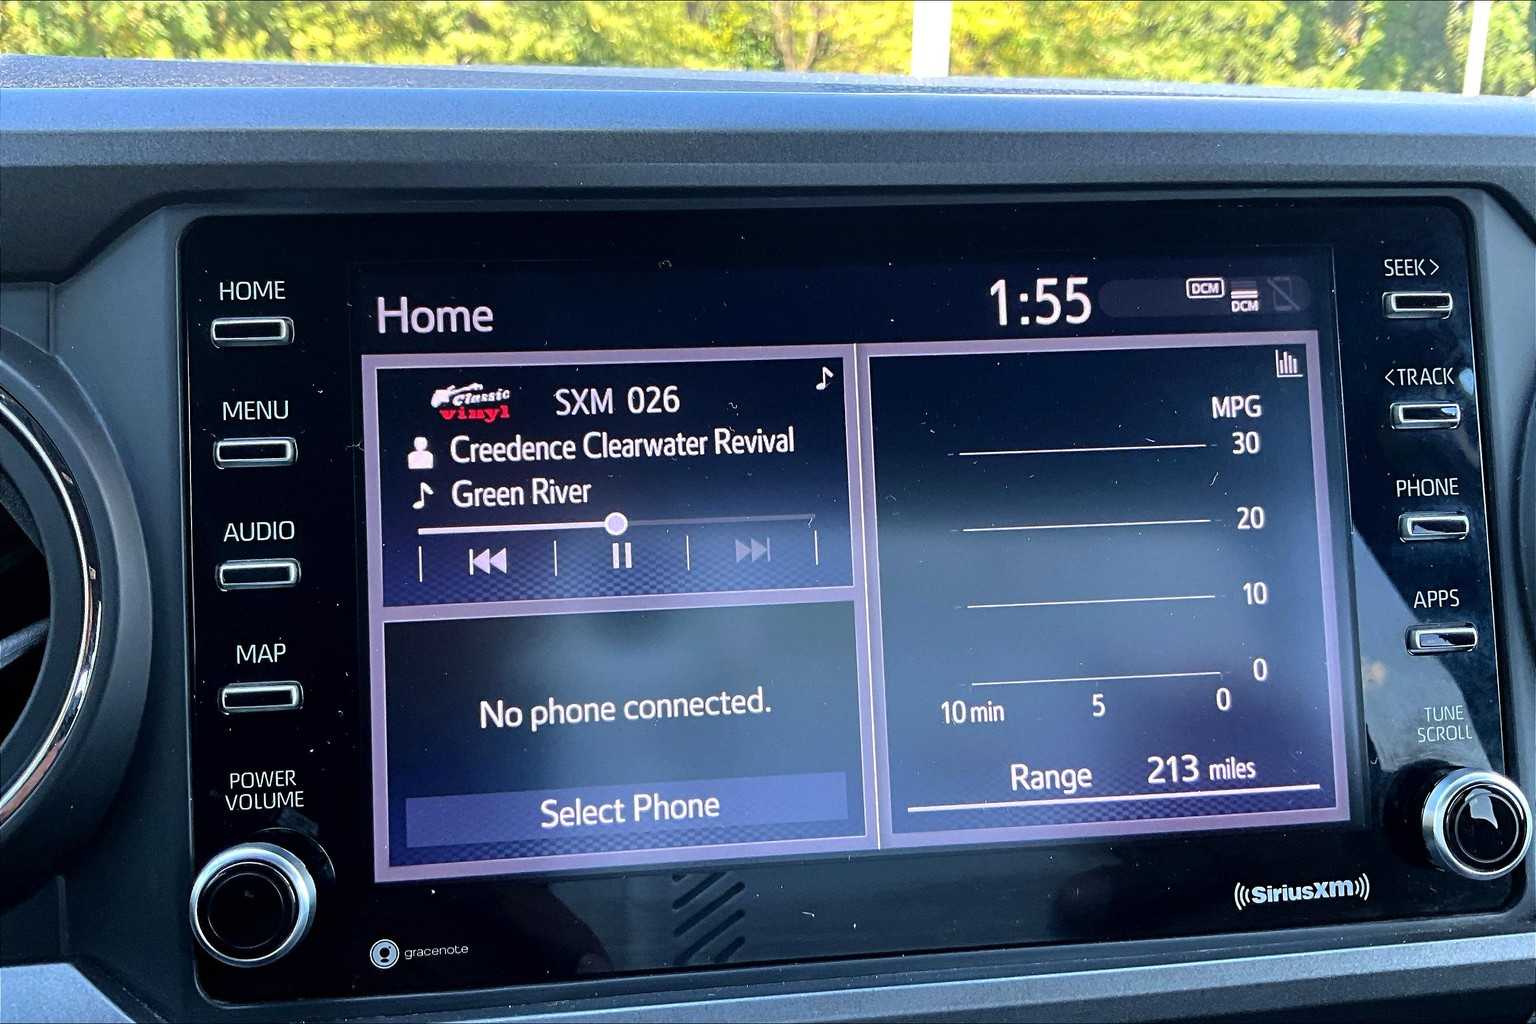 HOME
MENU
AUDIO
MAP
POWER
VOLUME
Home
1:55
DCM
DCM
Classic
vinyl
SXM 026
Creedence Clearwater Revival
Green River
No phone connected.
Select Phone
MPG
30
20
10
0
10 min 5 0
Range 213 miles
SEEK>
<TRACK
PHONE
APPS
TUNE
SCROLL
gracenote
((SiriusXM))